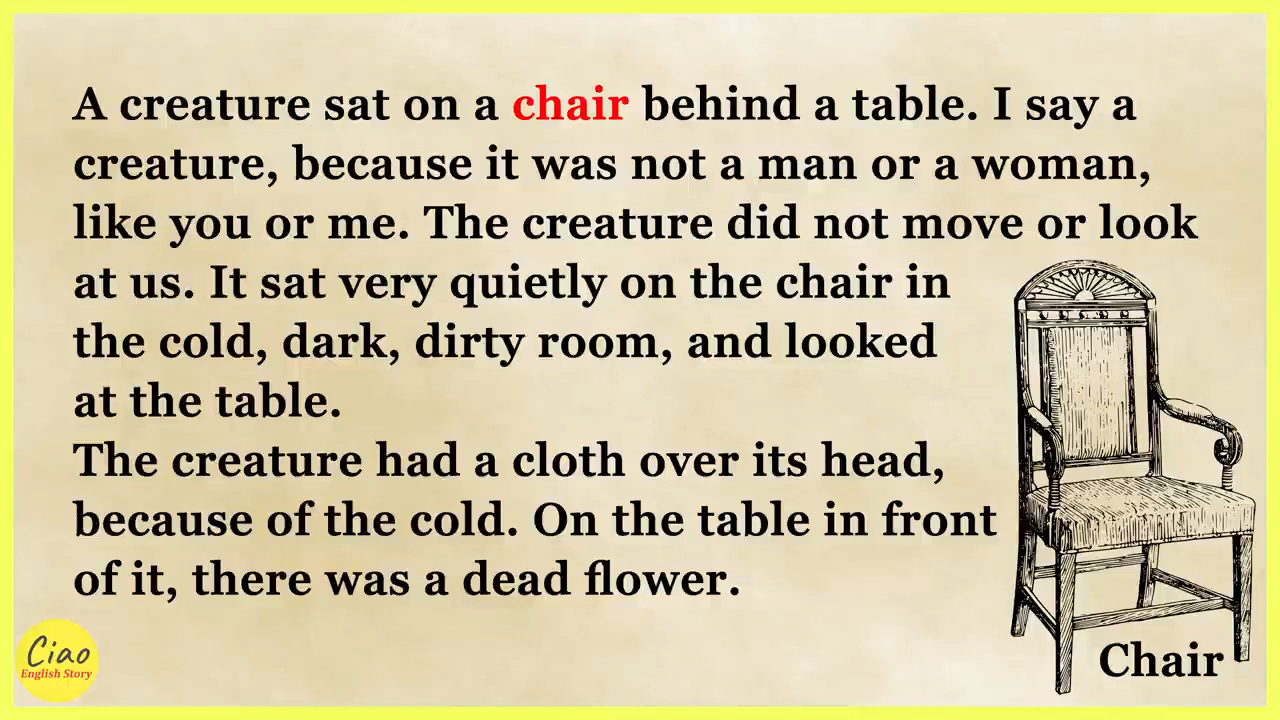 A creature sat on a chair behind a table. I say a
creature, because it was not a man or a woman,
like you or me. The creature did not move or look
at us. It sat very quietly on the chair in
the cold, dark, dirty room, and looked
at the table.
The creature had a cloth over its head,
because of the cold. On the table in front
of it, there was a dead flower.
Chair
Ciao
English Story